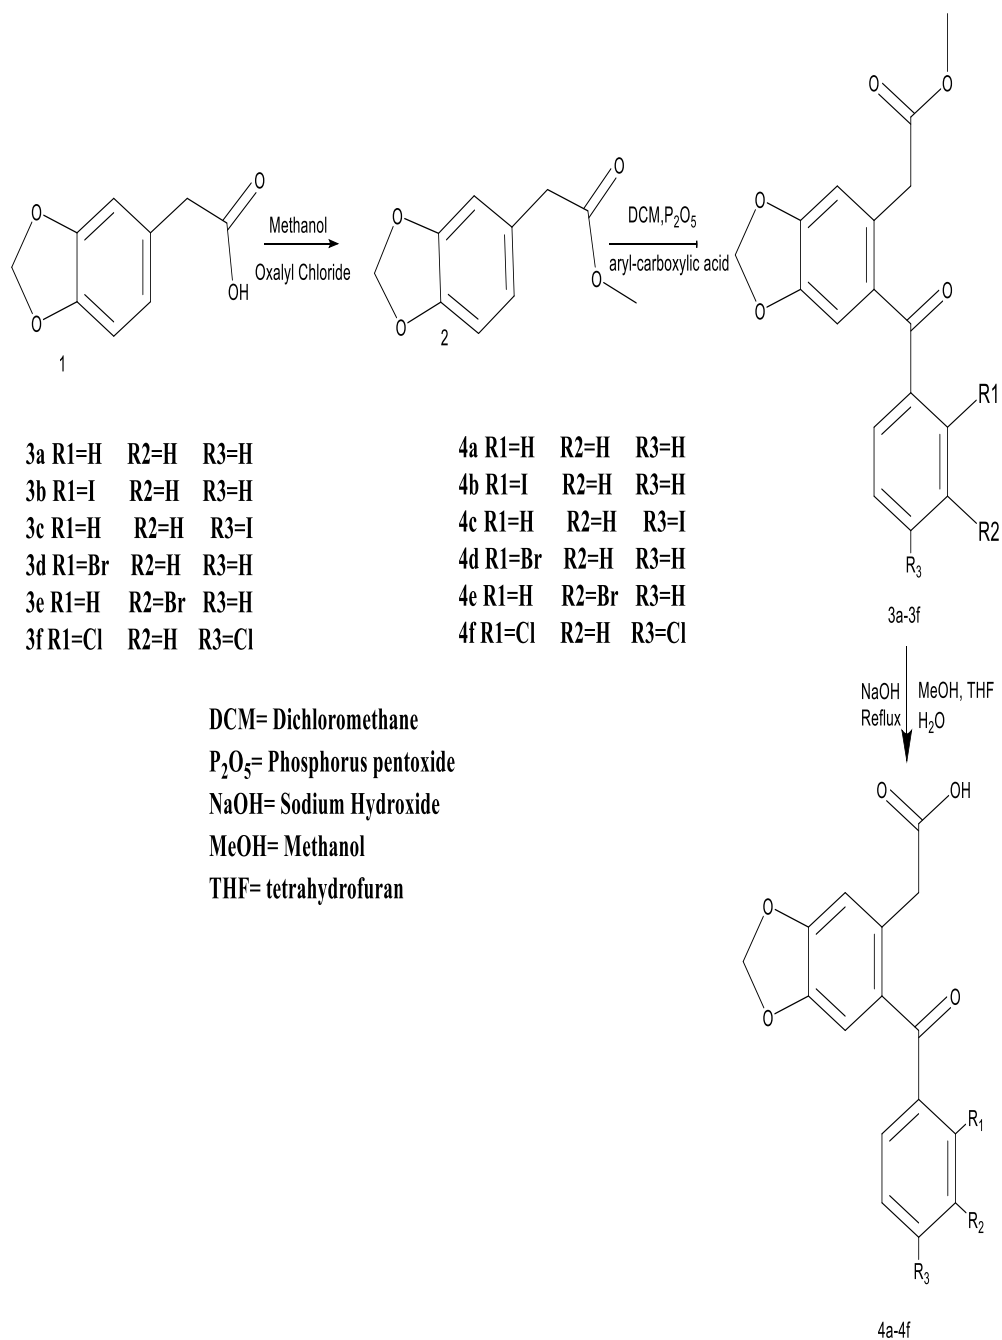 O
O
O
OH
Methanol
Oxalyl Chloride
1
O
O
O
O
2
DCM,P2O5
aryl-carboxylic acid
O
O
O
O
O
R1
R2
R3
3a-3f
3a R1=H R2=H R3=H
3b R1=I R2=H R3=H
3c R1=H R2=H R3=I
3d R1=Br R2=H R3=H
3e R1=H R2=Br R3=H
3f R1=Cl R2=H R3=Cl
4a R1=H R2=H R3=H
4b R1=I R2=H R3=H
4c R1=H R2=H R3=I
4d R1=Br R2=H R3=H
4e R1=H R2=Br R3=H
4f R1=Cl R2=H R3=Cl
DCM= Dichloromethane
P2O5= Phosphorus pentoxide
NaOH= Sodium Hydroxide
MeOH= Methanol
THF= tetrahydrofuran
NaOH
Reflux
MeOH, THF
H2O
O
OH
O
O
O
R1
R2
R3
4a-4f